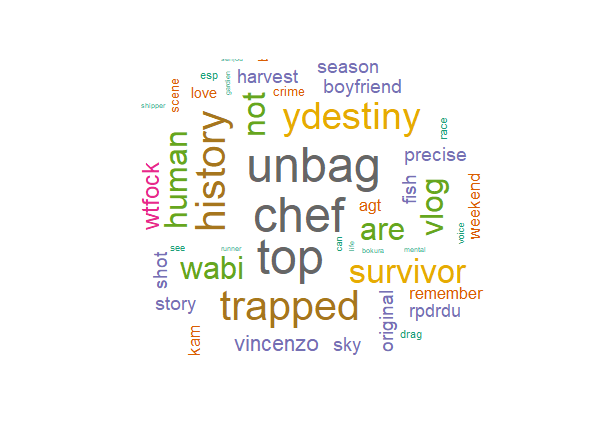 season
esp
harvest
boyfriend
garden
love
crime
scene
shipper
history
not
ydestiny
race
human
unbag
precise
wtfock
chef
agt
fish
vlog
weekend
are
voice
top
can
life
see
runner
bokura
mental
wabi
survivor
shot
trapped
original
remember
story
rpdrdu
kam
vincenzo
sky
drag